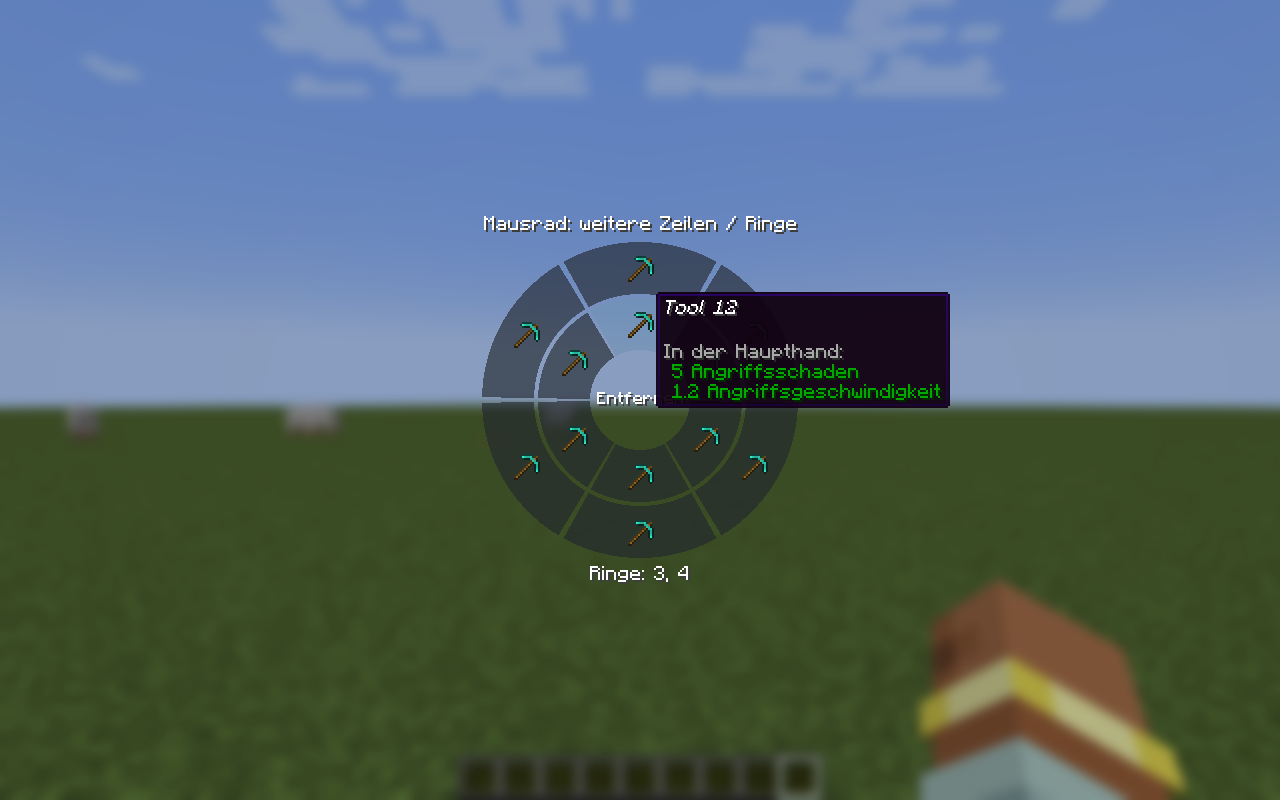 Mausrad: weitere Zeilen / Ringe
Tool 12
In der Haupthand:
5 Angriffsschaden
1.2 Angriffsgeschwindigkeit
Ringe: 3, 4